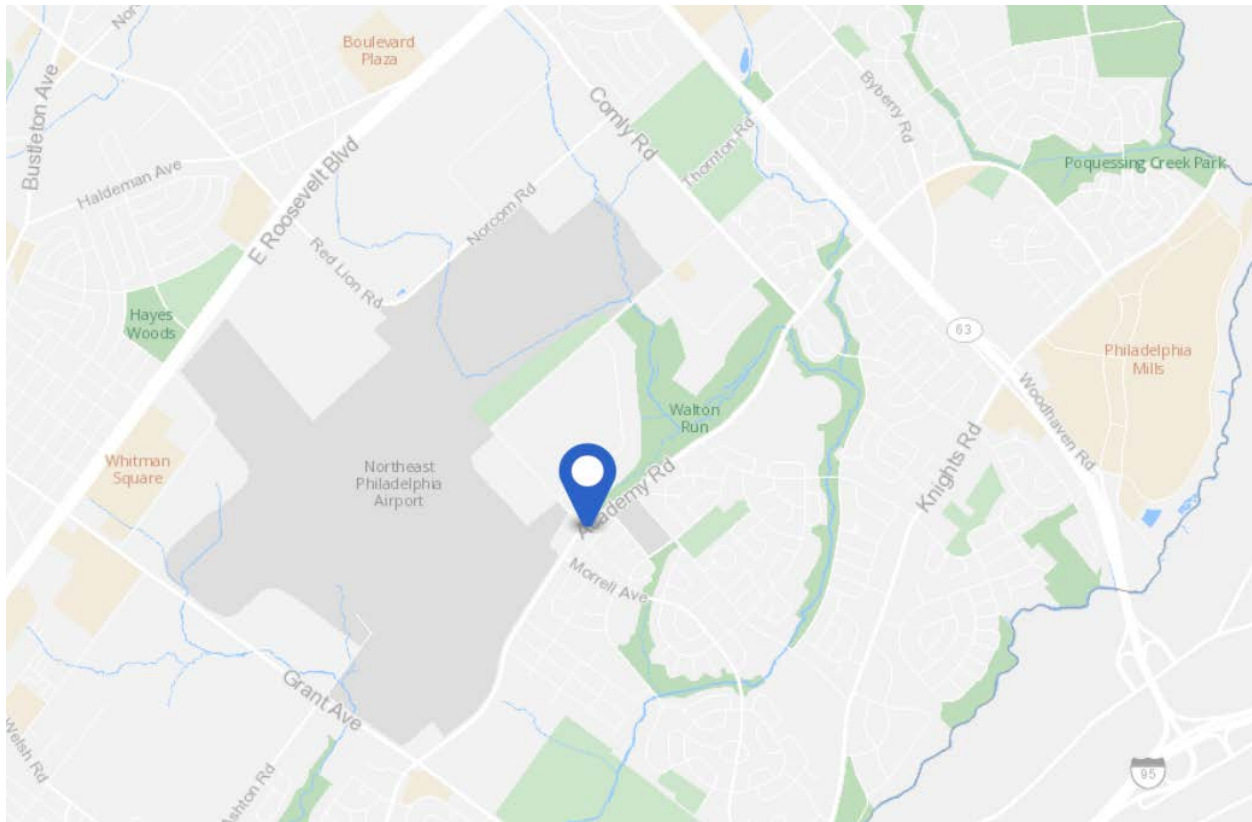 Nor
Boulevard
Plaza
Bustleton Ave
Comly Rd
Byberry Rd
Thornton Rd
E Roosevelt Blvd
Haldeman Ave
Poquessing Creek Park
Norcom Rd
Red Lion Rd
Hayes
Woods
63
Philadelphia
Mills
Woodhaven Rd
Walton
Run
Whitman
Square
Northeast
Philadelphia
Airport
Academy Rd
Knights Rd
Morrell Ave
Grant Ave
Welsh Rd
Ashton Rd
95